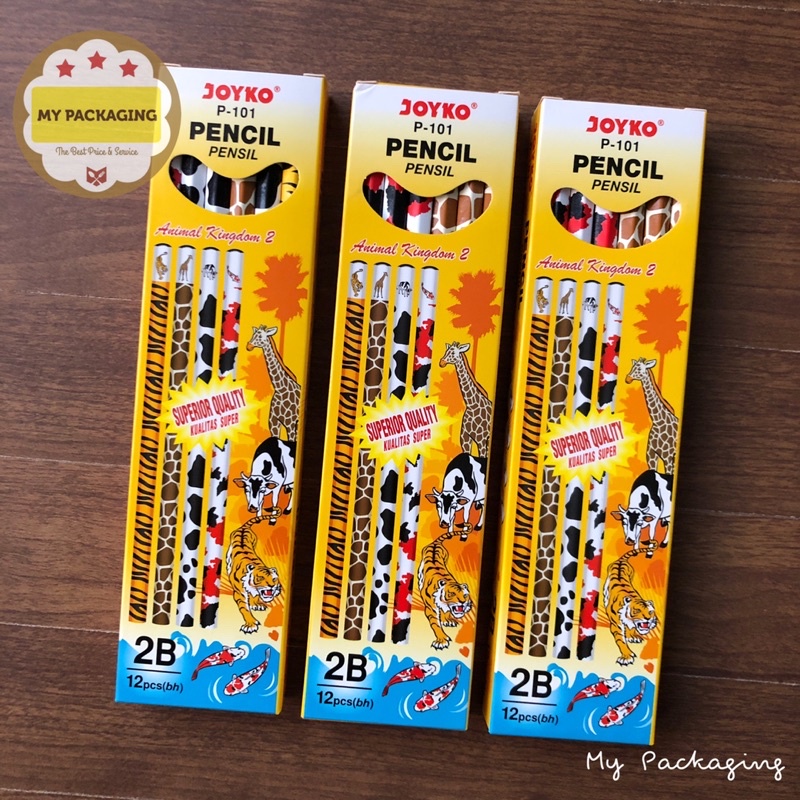 MY PACKAGING
The Best Price & Service
JOYKO®
P-101
PENCIL
PENSIL
Animal Kingdom 2
SUPERIOR QUALITY
KUALITAS SUPER
2B
12pcs(bh)
JOYKO®
P-101
PENCIL
PENSIL
Animal Kingdom 2
SUPERIOR QUALITY
KUALITAS SUPER
2B
12pcs(bh)
JOYKO®
P-101
PENCIL
PENSIL
Animal Kingdom 2
SUPERIOR QUALITY
KUALITAS SUPER
2B
12pcs(bh)
My Packaging